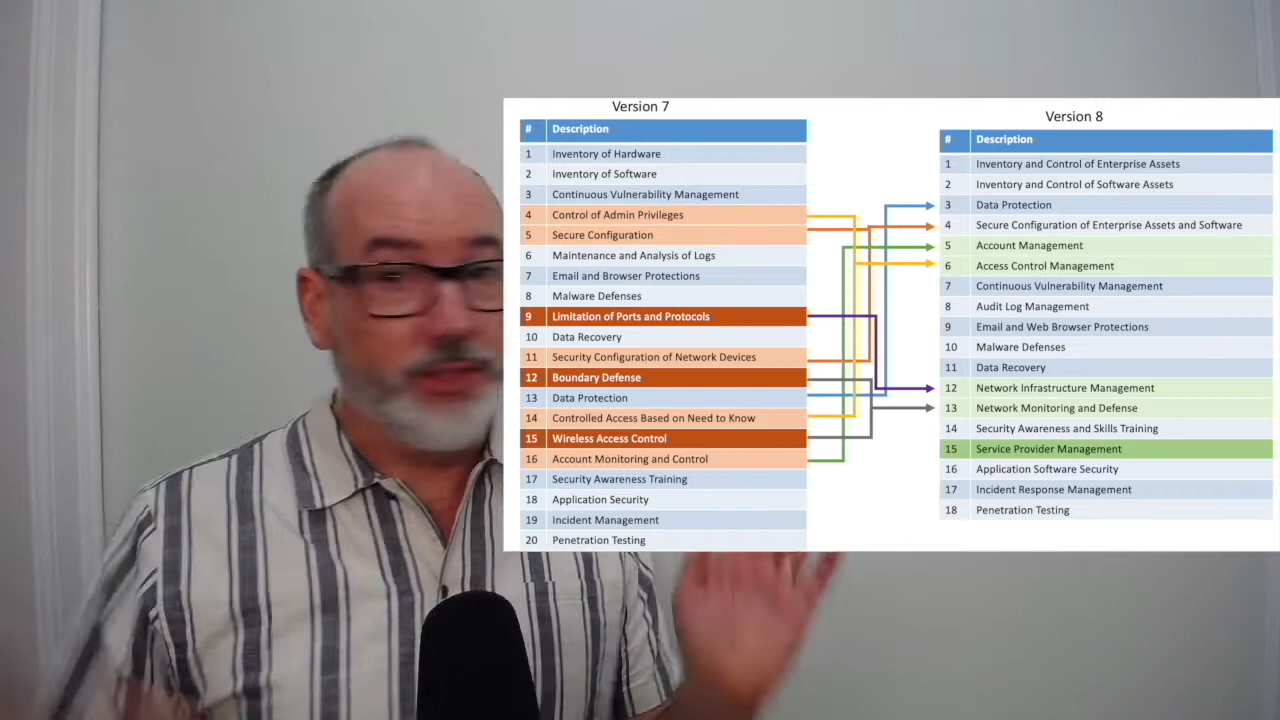 Version 7
# Description
1 Inventory of Hardware
2 Inventory of Software
3 Continuous Vulnerability Management
4 Control of Admin Privileges
5 Secure Configuration
6 Maintenance and Analysis of Logs
7 Email and Browser Protections
8 Malware Defenses
9 Limitation of Ports and Protocols
10 Data Recovery
11 Security Configuration of Network Devices
12 Boundary Defense
13 Data Protection
14 Controlled Access Based on Need to Know
15 Wireless Access Control
16 Account Monitoring and Control
17 Security Awareness Training
18 Application Security
19 Incident Management
20 Penetration Testing
Version 8
# Description
1 Inventory and Control of Enterprise Assets
2 Inventory and Control of Software Assets
3 Data Protection
4 Secure Configuration of Enterprise Assets and Software
5 Account Management
6 Access Control Management
7 Continuous Vulnerability Management
8 Audit Log Management
9 Email and Web Browser Protections
10 Malware Defenses
11 Data Recovery
12 Network Infrastructure Management
13 Network Monitoring and Defense
14 Security Awareness and Skills Training
15 Service Provider Management
16 Application Software Security
17 Incident Response Management
18 Penetration Testing